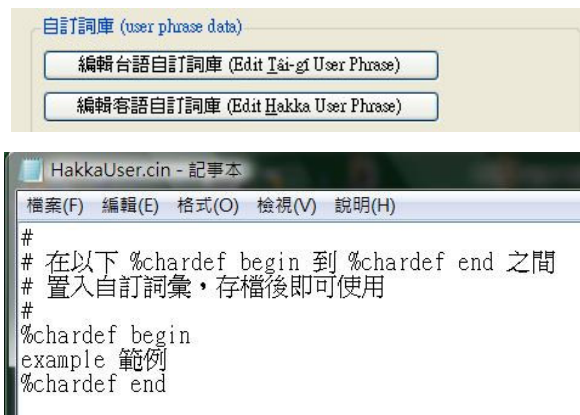 自訂詞庫 (user phrase data)
編輯台語自訂詞庫 (Edit Tâi-gí User Phrase)
編輯客語自訂詞庫 (Edit Hakka User Phrase)
HakkaUser.cin - 記事本
檔案(F) 編輯(E) 格式(O) 檢視(V) 說明(H)
#
# 在以下 %chardef begin 到 %chardef end 之間
# 置入自訂詞彙，存檔後即可使用
#
%chardef begin
example 範例
%chardef end